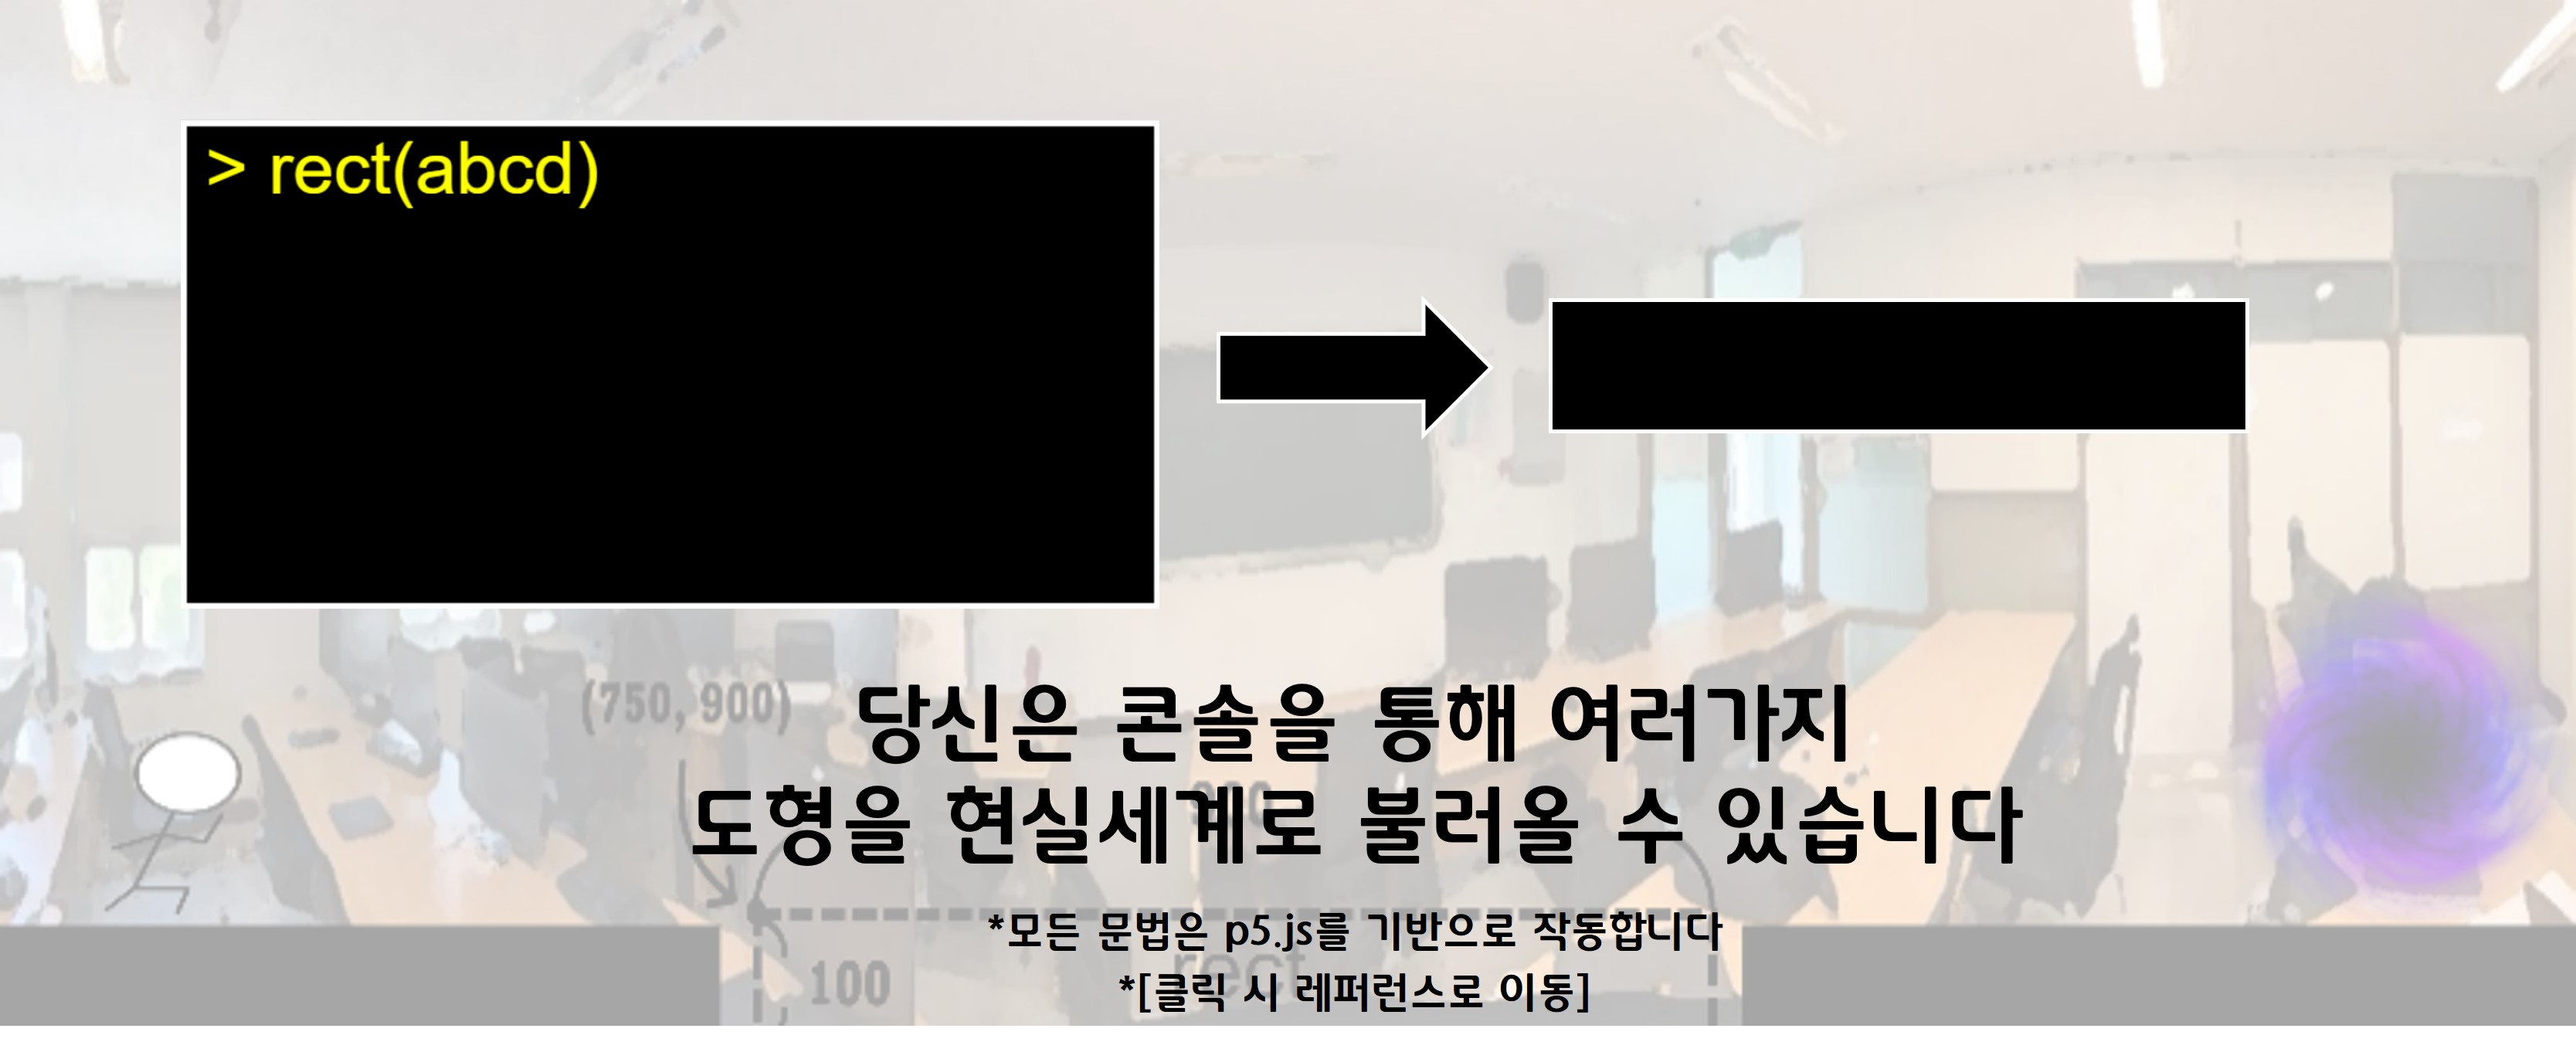 > rect(abcd)
(750, 900)
당신은 콘솔을 통해 여러가지
900
도형을 현실세계로 불러올 수 있습니다
*모든 문법은 p5.js를 기반으로 작동합니다
100
rect
*[클릭 시 레퍼런스로 이동]